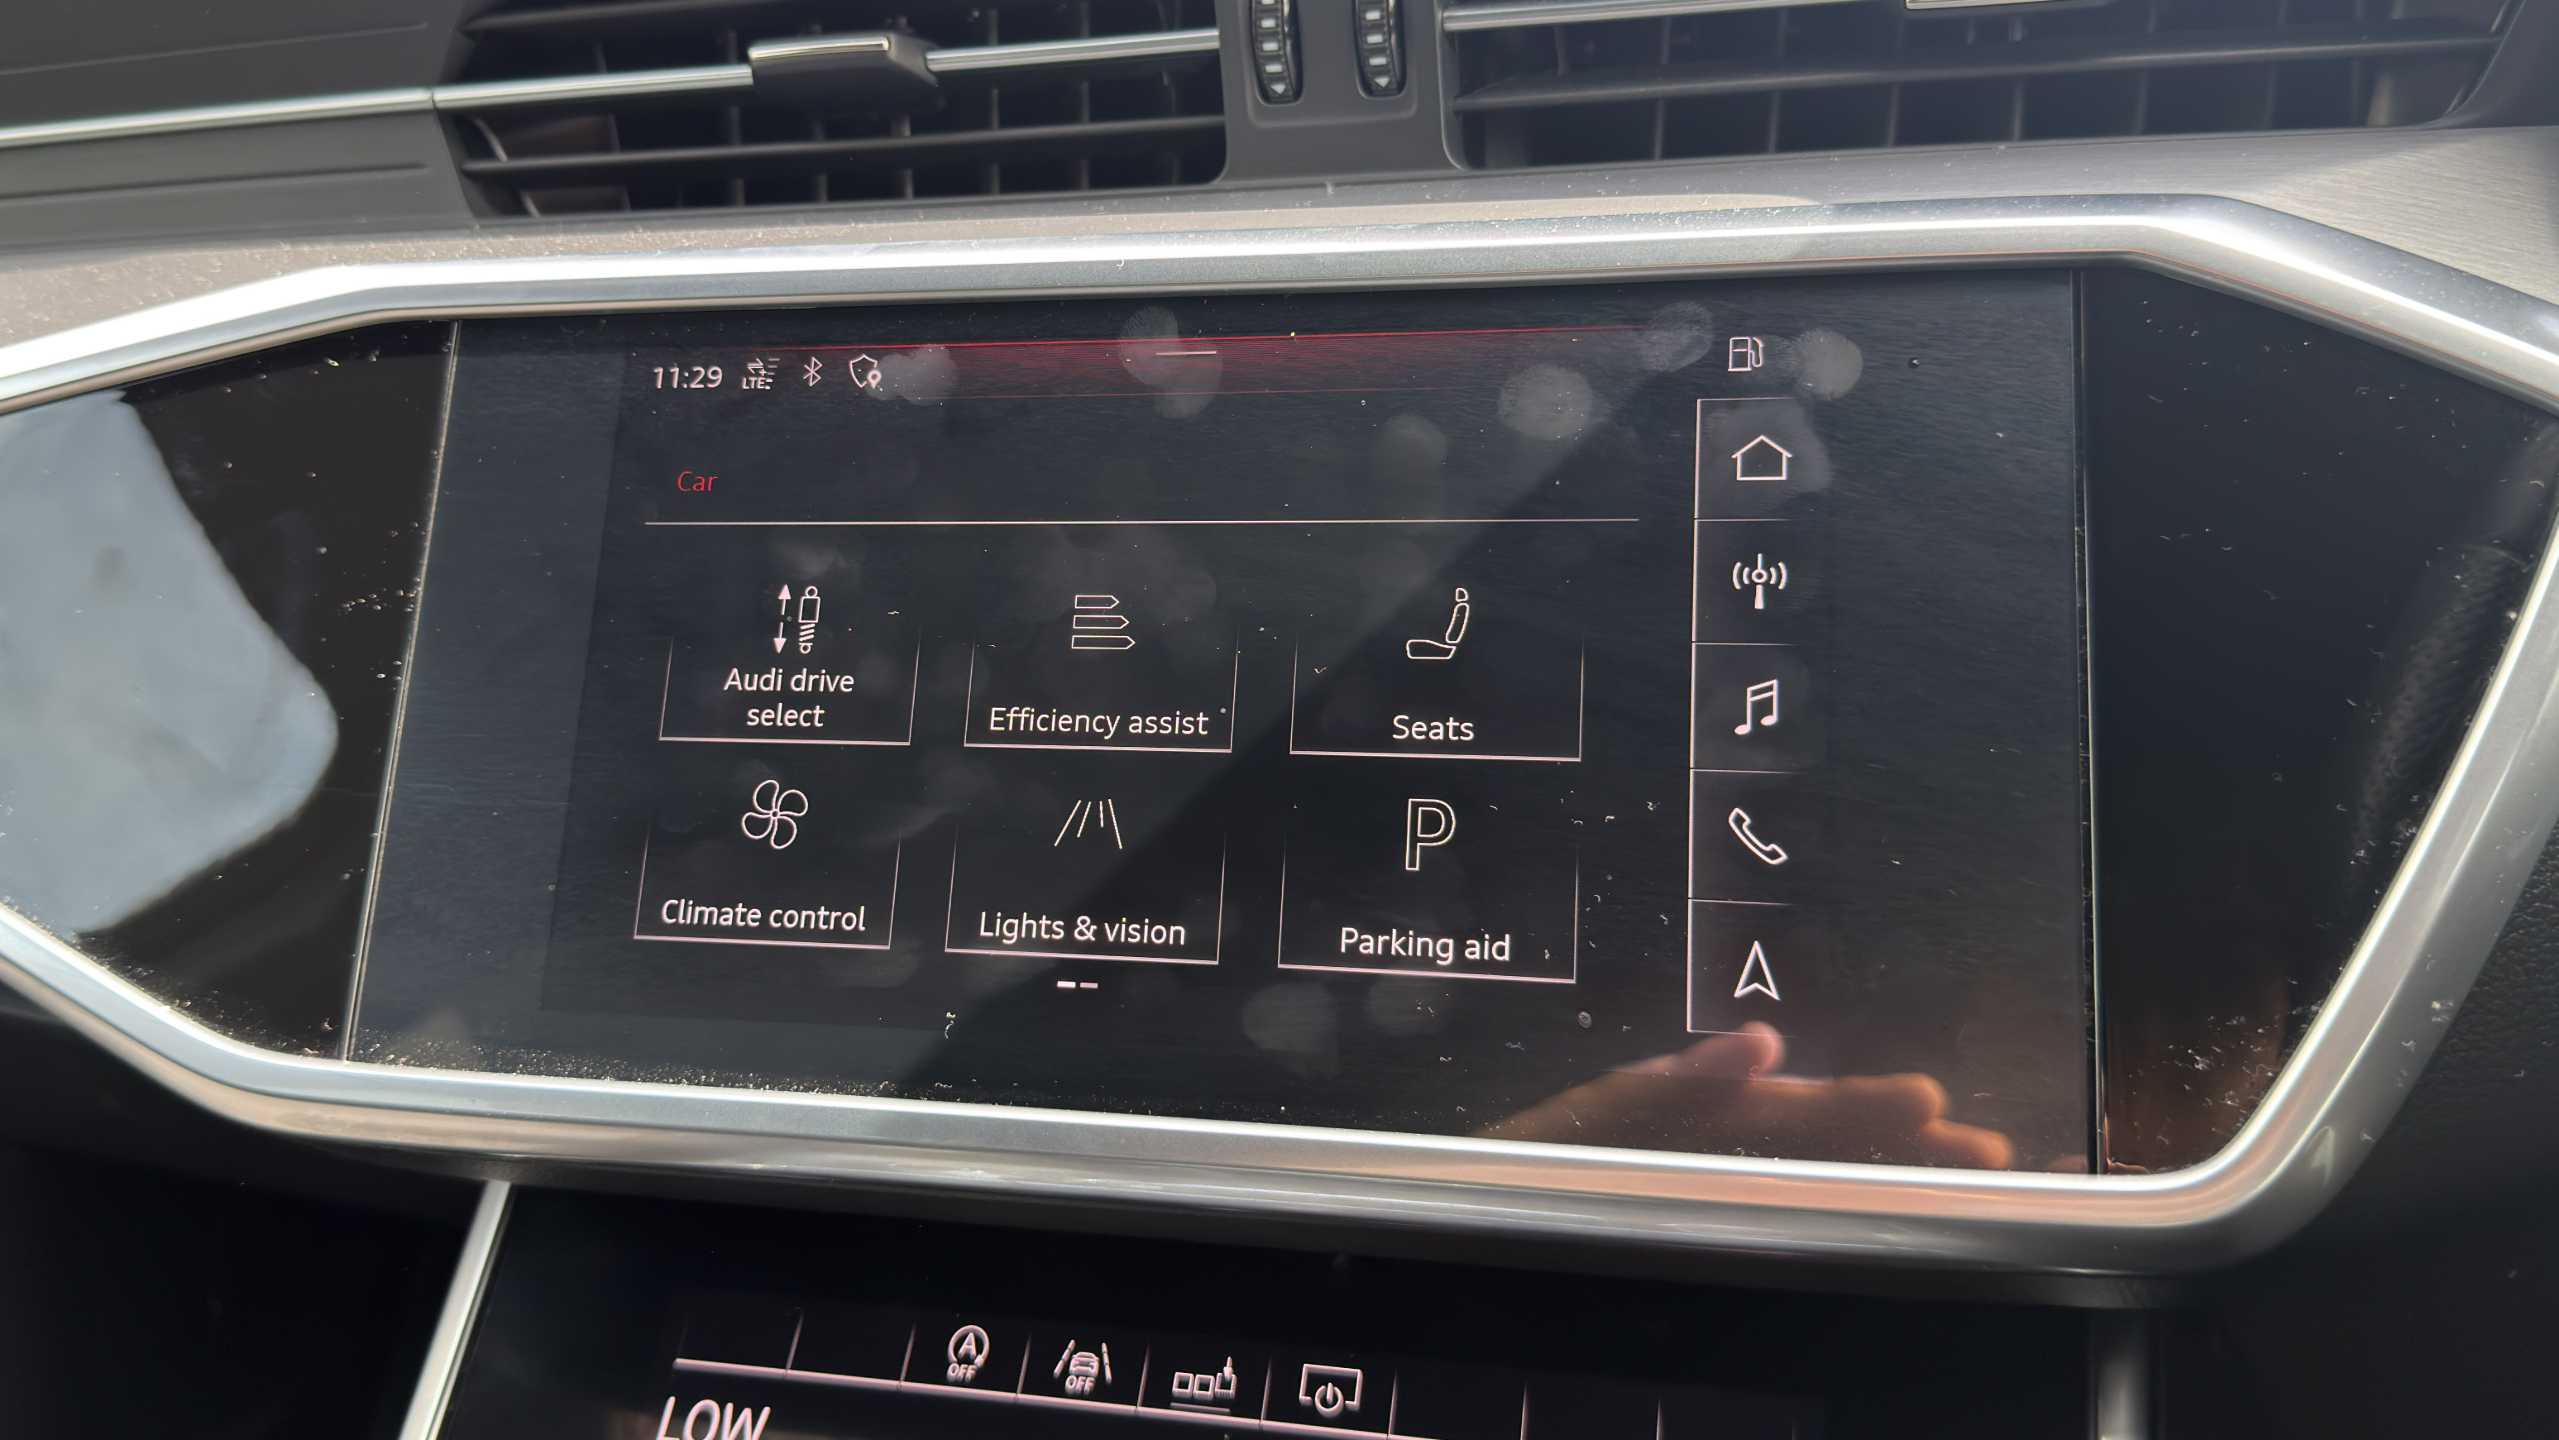 11:29
LTE
Car
Audi drive
select
Efficiency assist
Seats
Climate control
Lights & vision
P
Parking aid
A
OFF
OFF
LOW